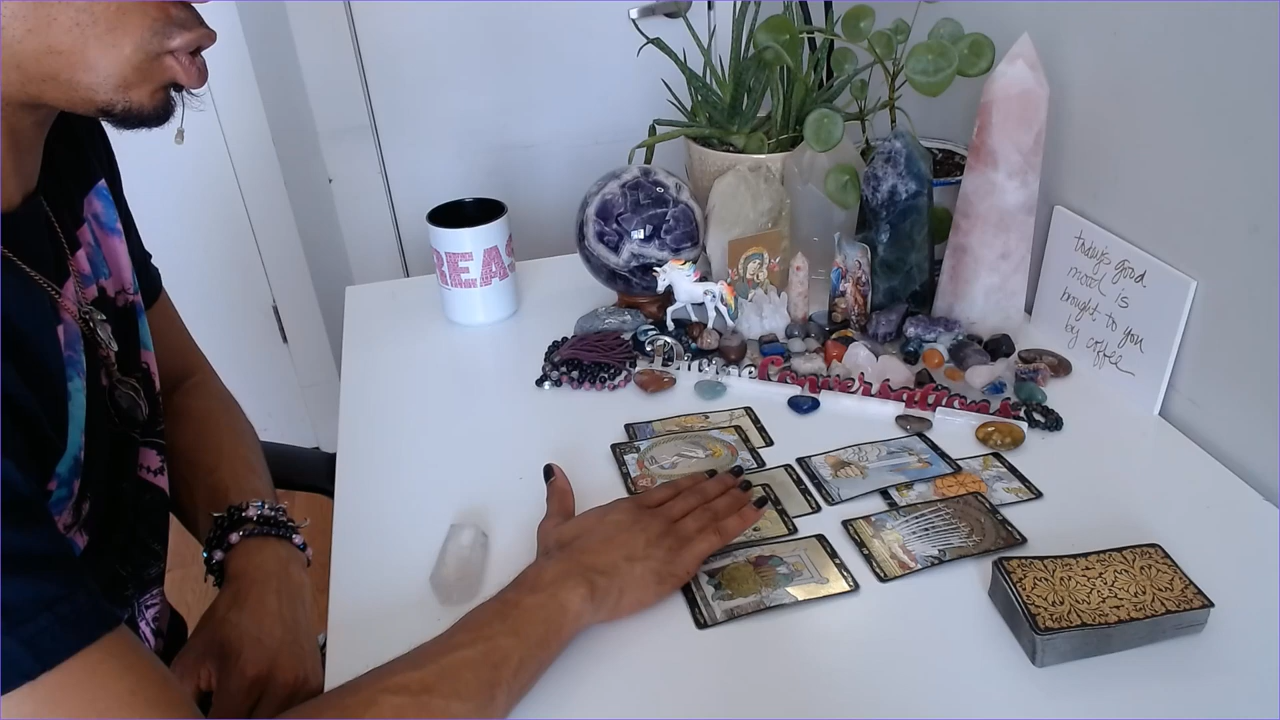 REAS
today's good
mood is
brought to you
by coffee
Divine Conversations